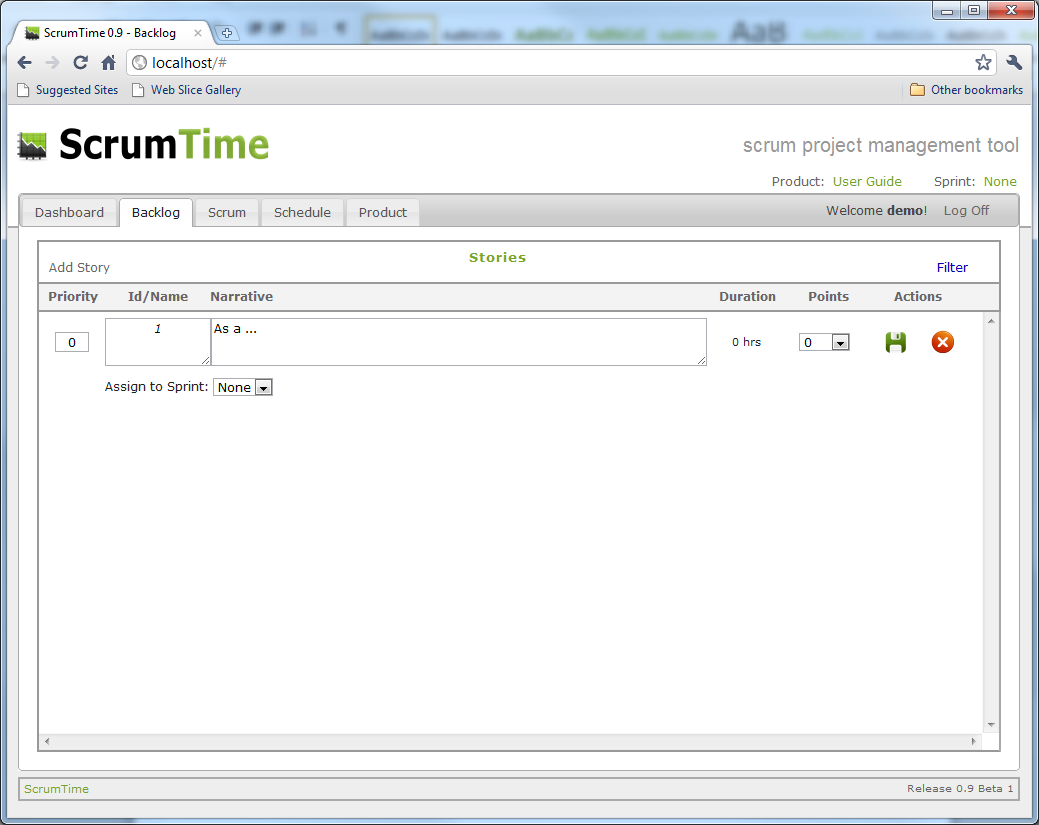 ScrumTime 0.9 - Backlog
localhost/#
Suggested Sites Web Slice Gallery Other bookmarks
ScrumTime
scrum project management tool
Product: User Guide Sprint: None
Dashboard Backlog Scrum Schedule Product Welcome demo! Log Off
Stories
Add Story Filter
Priority Id/Name Narrative Duration Points Actions
0 1 As a ... 0 hrs 0
Assign to Sprint: None
ScrumTime Release 0.9 Beta 1